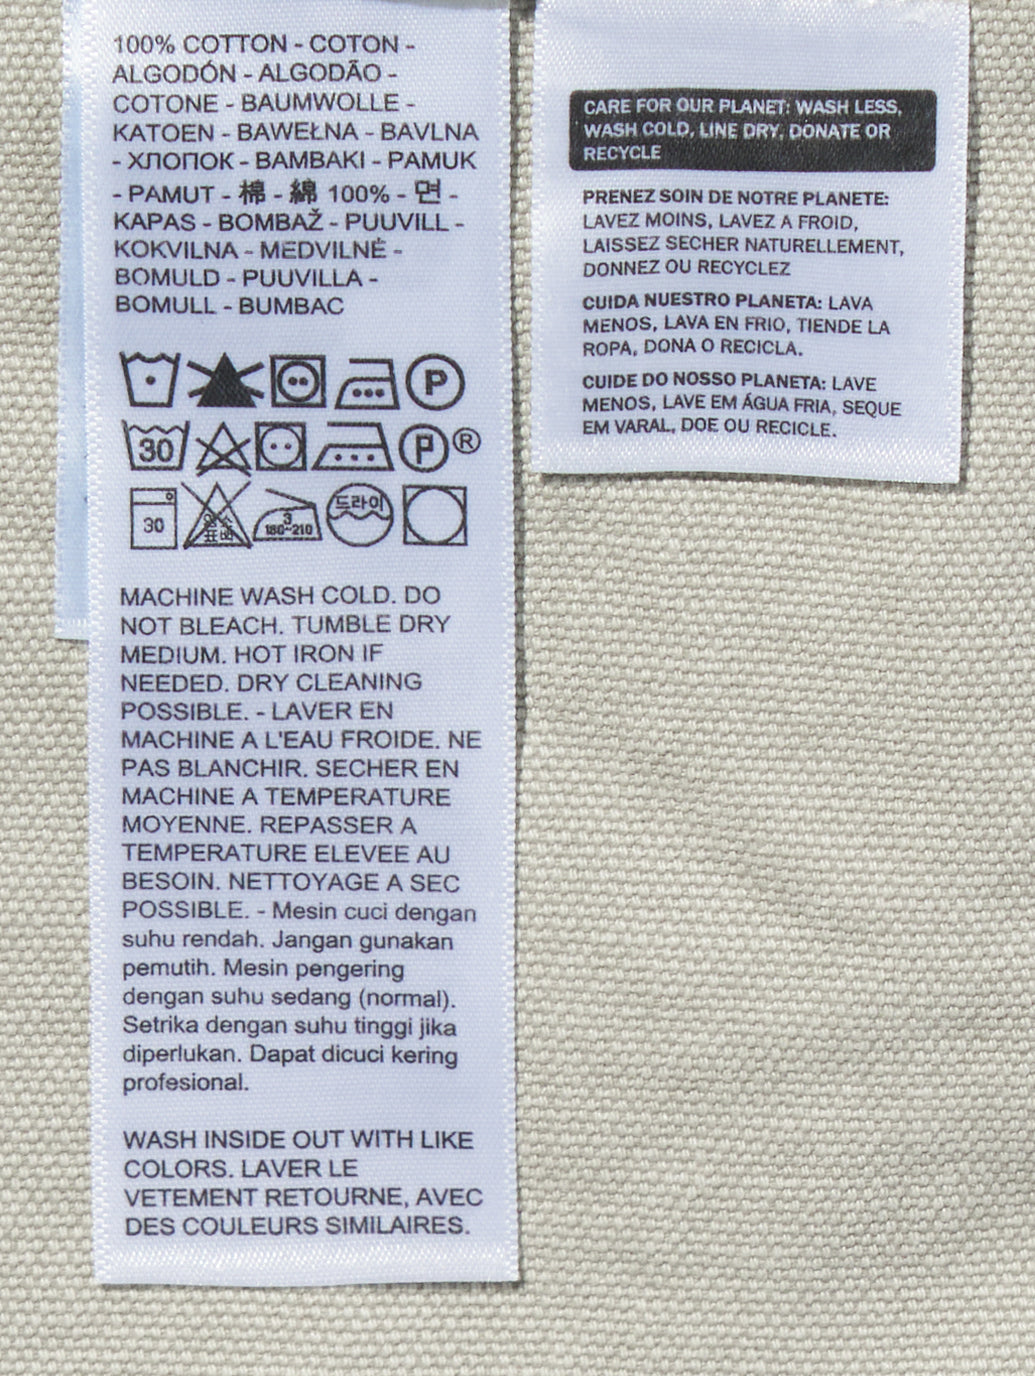 100% COTTON - COTON -
ALGODÓN - ALGODÃO -
COTONE - BAUMWOLLE -
KATOEN - BAWEŁNA - BAVLNA
- ХЛОПОК - BAMBAKI - PAMUK
- PAMUT - 棉 - 綿 100% - 면 -
KAPAS - BOMBAŽ - PUUVILL -
KOKVILNA - MEDVILNĖ -
BOMULD - PUUVILLA -
BOMULL - BUMBAC
P
30
P ®
30
3
180~210
드라이
MACHINE WASH COLD. DO
NOT BLEACH. TUMBLE DRY
MEDIUM. HOT IRON IF
NEEDED. DRY CLEANING
POSSIBLE. - LAVER EN
MACHINE A L'EAU FROIDE. NE
PAS BLANCHIR. SECHER EN
MACHINE A TEMPERATURE
MOYENNE. REPASSER A
TEMPERATURE ELEVEE AU
BESOIN. NETTOYAGE A SEC
POSSIBLE. - Mesin cuci dengan
suhu rendah. Jangan gunakan
pemutih. Mesin pengering
dengan suhu sedang (normal).
Setrika dengan suhu tinggi jika
diperlukan. Dapat dicuci kering
profesional.
WASH INSIDE OUT WITH LIKE
COLORS. LAVER LE
VETEMENT RETOURNE, AVEC
DES COULEURS SIMILAIRES.
CARE FOR OUR PLANET: WASH LESS,
WASH COLD, LINE DRY, DONATE OR
RECYCLE
PRENEZ SOIN DE NOTRE PLANETE:
LAVEZ MOINS, LAVEZ A FROID,
LAISSEZ SECHER NATURELLEMENT,
DONNEZ OU RECYCLEZ
CUIDA NUESTRO PLANETA: LAVA
MENOS, LAVA EN FRIO, TIENDE LA
ROPA, DONA O RECICLA.
CUIDE DO NOSSO PLANETA: LAVE
MENOS, LAVE EM ÁGUA FRIA, SEQUE
EM VARAL, DOE OU RECICLE.